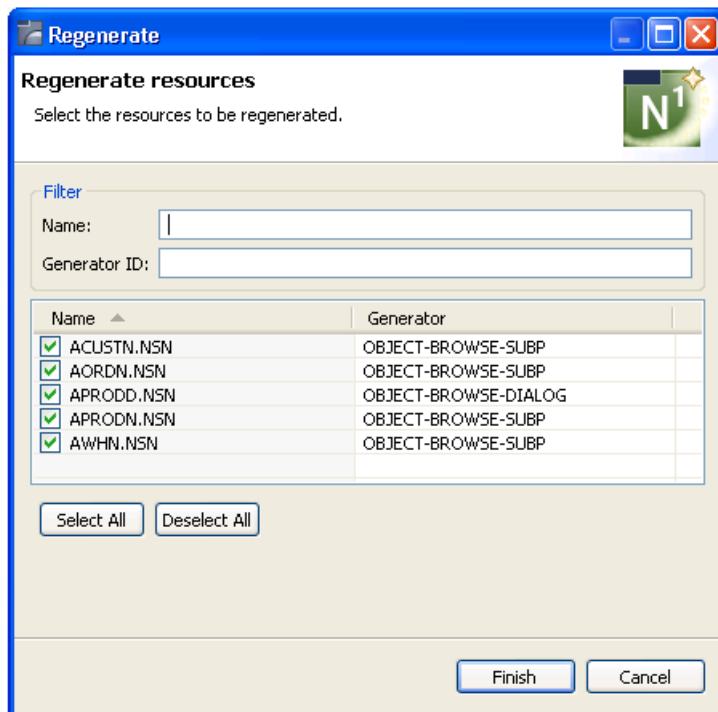 Regenerate
Regenerate resources
Select the resources to be regenerated.
N1
Filter
Name:
Generator ID:
Name Generator
ACUSTN.NSN OBJECT-BROWSE-SUBP
AORDN.NSN OBJECT-BROWSE-SUBP
APRODD.NSN OBJECT-BROWSE-DIALOG
APRODN.NSN OBJECT-BROWSE-SUBP
AWHN.NSN OBJECT-BROWSE-SUBP
Select All Deselect All
Finish Cancel